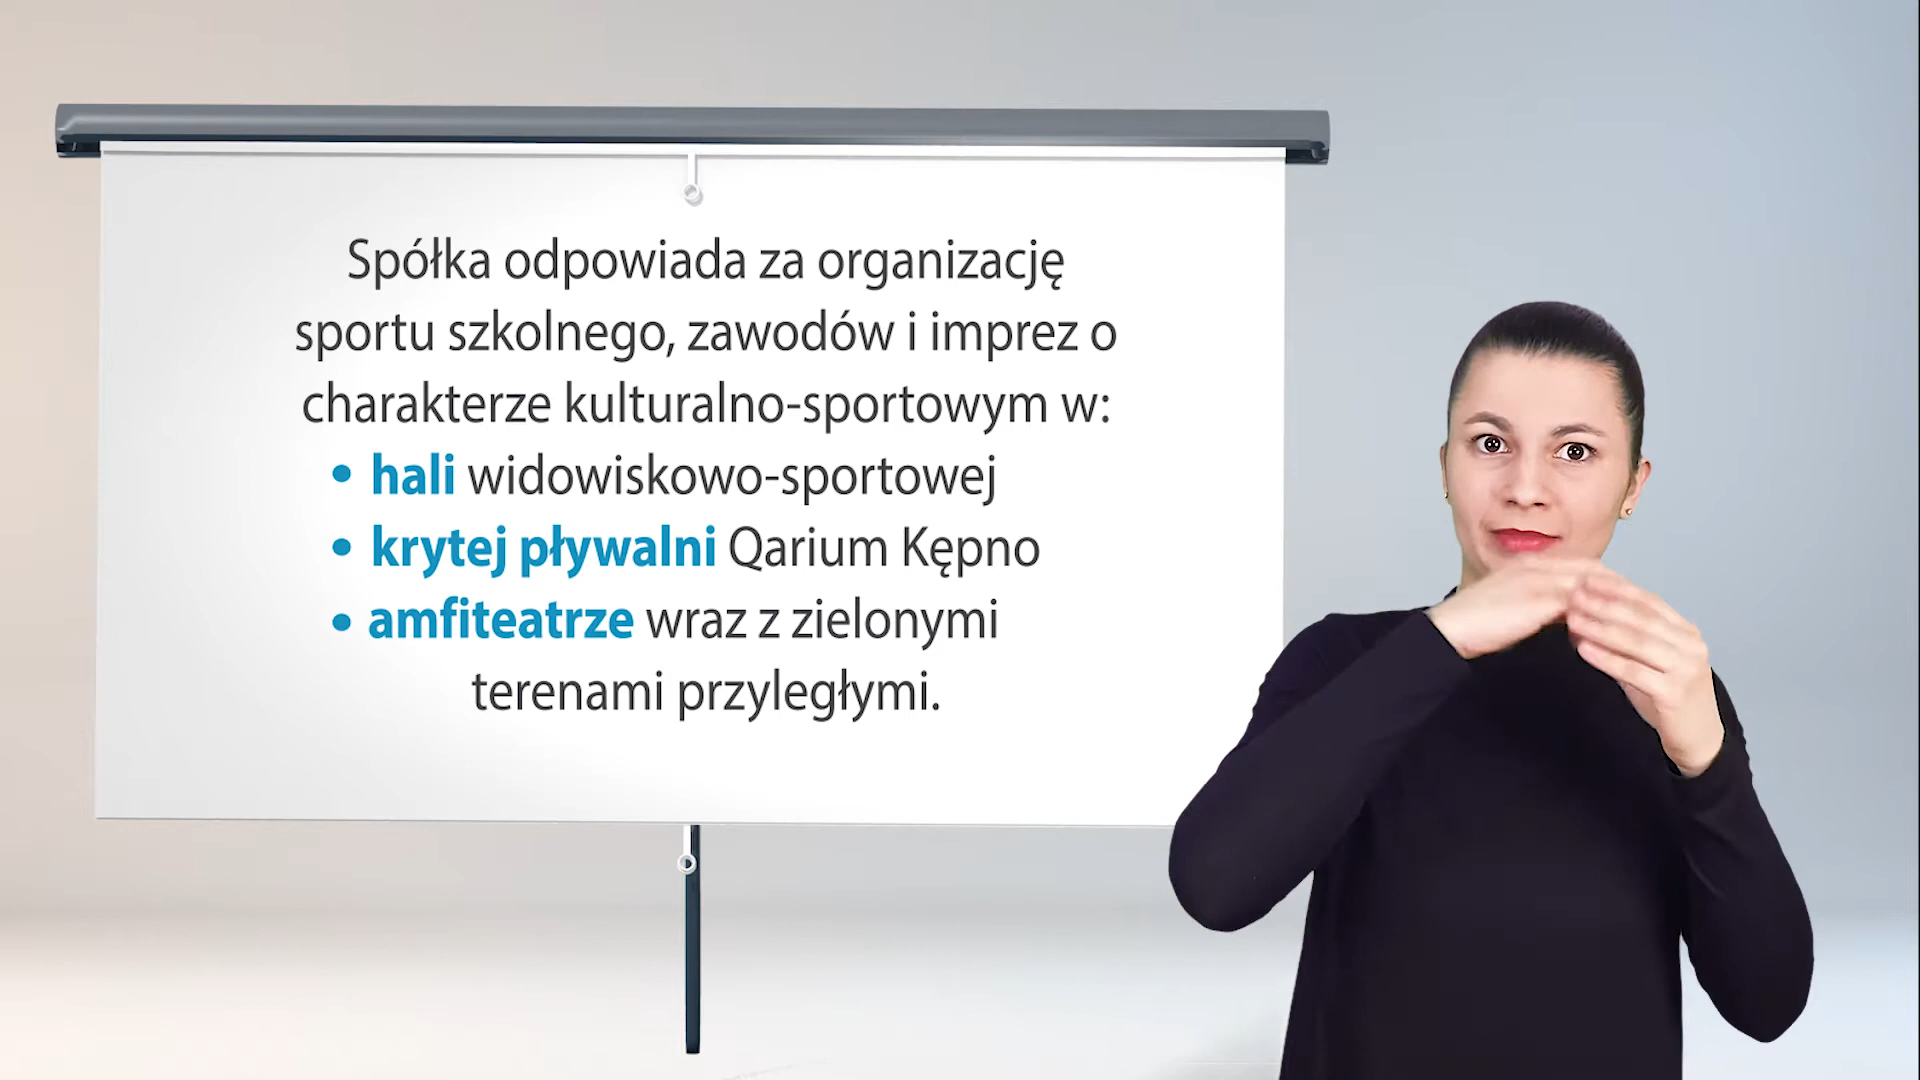 Spółka odpowiada za organizację
sportu szkolnego, zawodów i imprez o
charakterze kulturalno-sportowym w:
• hali widowiskowo-sportowej
• krytej pływalni Qarium Kępno
• amfiteatrze wraz z zielonymi
terenami przyległymi.